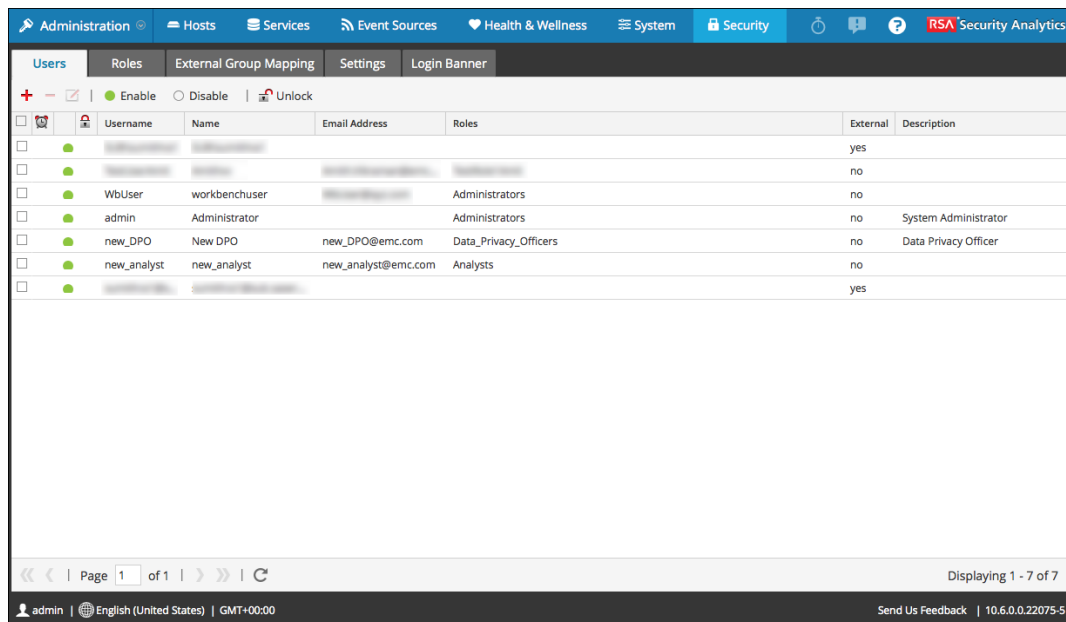 Administration Hosts Services Event Sources Health & Wellness System Security RSA Security Analytics
Users Roles External Group Mapping Settings Login Banner
Enable Disable Unlock
Username Name Email Address Roles External Description
yes
no
WbUser workbenchuser Administrators no
admin Administrator Administrators no System Administrator
new_DPO New DPO new_DPO@emc.com Data_Privacy_Officers no Data Privacy Officer
new_analyst new_analyst new_analyst@emc.com Analysts no
yes
Page 1 of 1 Displaying 1 - 7 of 7
admin | English (United States) | GMT+00:00 Send Us Feedback | 10.6.0.0.22075-5